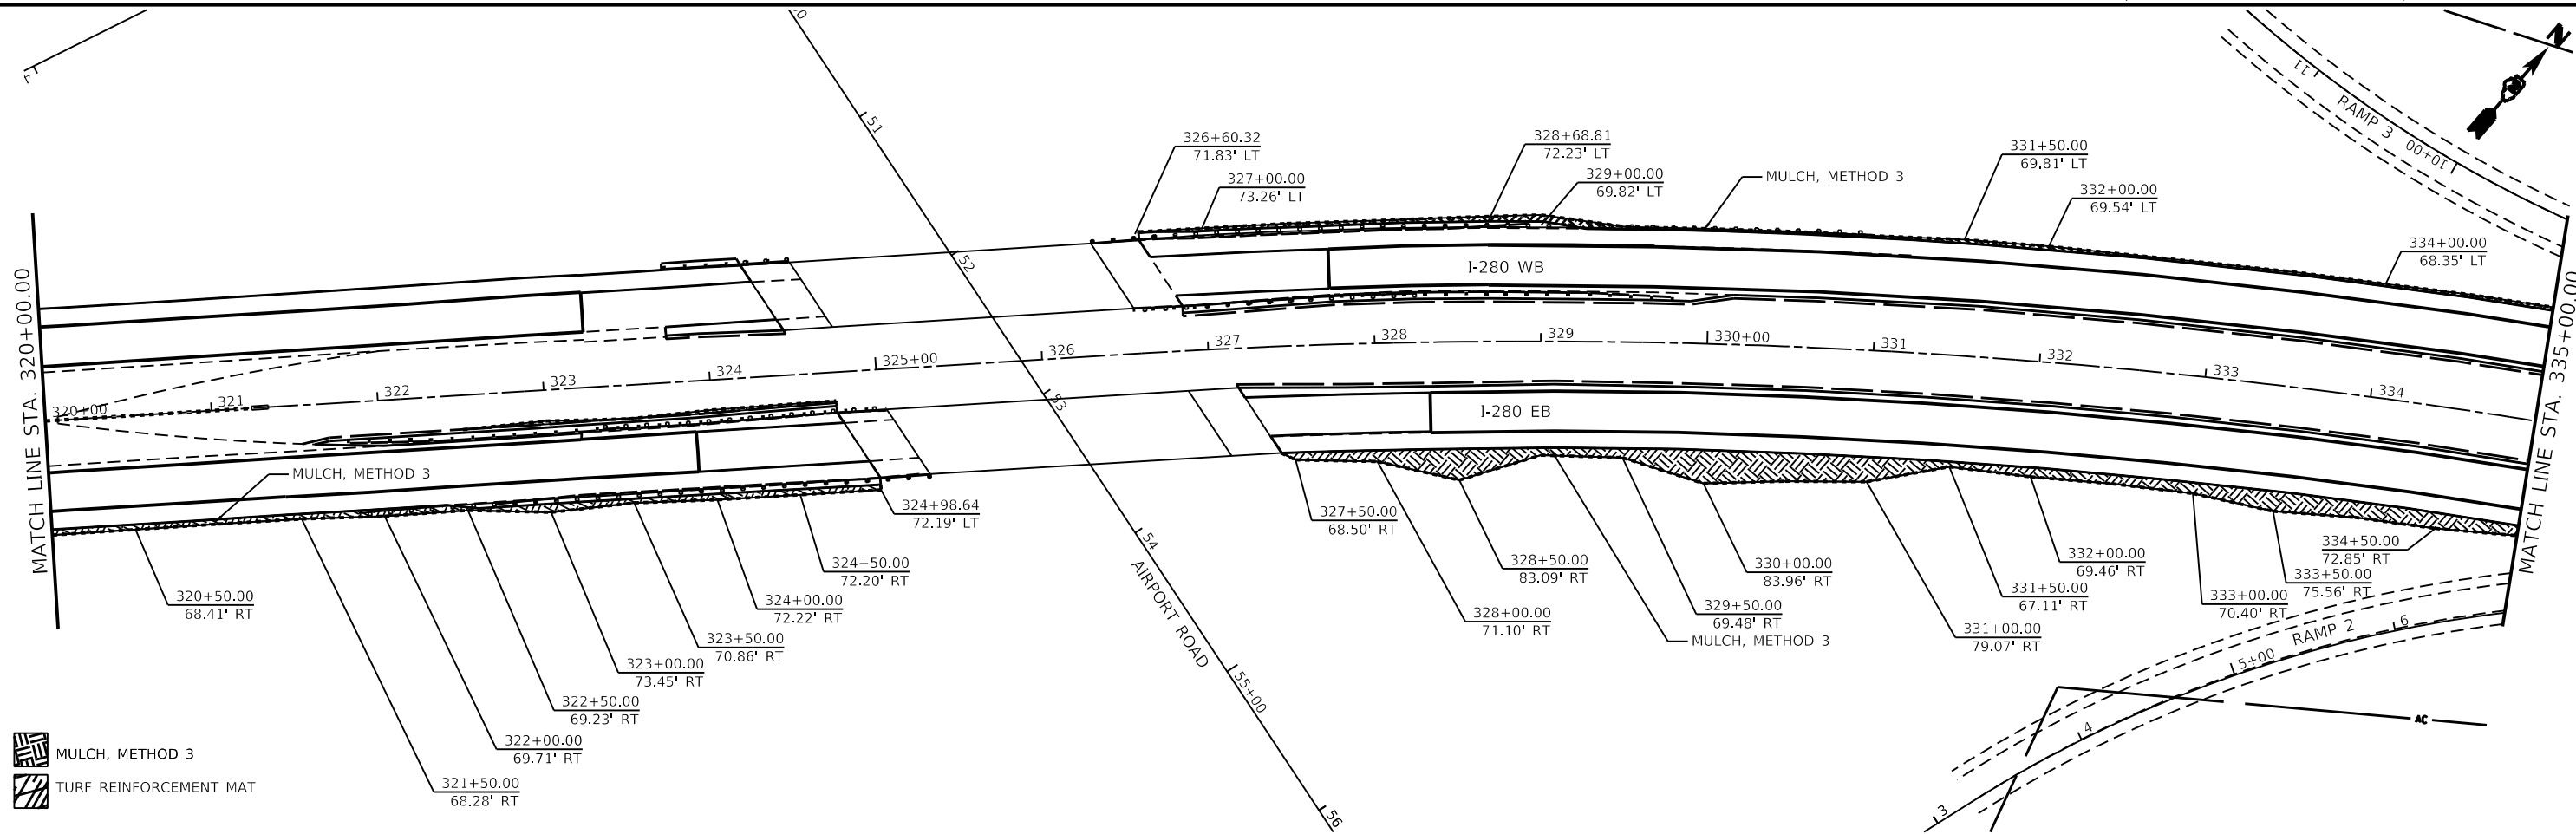 N
50
51
52
53
54
55+00
56
AIRPORT ROAD
4
11
RAMP 3
10+00
326+60.32
71.83' LT
327+00.00
73.26' LT
328+68.81
72.23' LT
329+00.00
69.82' LT
MULCH, METHOD 3
331+50.00
69.81' LT
332+00.00
69.54' LT
334+00.00
68.35' LT
MATCH LINE STA. 320+00.00
MATCH LINE STA. 335+00.00
I-280 WB
320+00
321
322
323
324
325+00
326
327
328
329
330+00
331
332
333
334
I-280 EB
MULCH, METHOD 3
324+98.64
72.19' LT
324+50.00
72.20' RT
324+00.00
72.22' RT
323+50.00
70.86' RT
323+00.00
73.45' RT
322+50.00
69.23' RT
322+00.00
69.71' RT
321+50.00
68.28' RT
320+50.00
68.41' RT
327+50.00
68.50' RT
328+00.00
71.10' RT
328+50.00
83.09' RT
329+50.00
69.48' RT
MULCH, METHOD 3
330+00.00
83.96' RT
331+00.00
79.07' RT
331+50.00
67.11' RT
332+00.00
69.46' RT
333+00.00
70.40' RT
333+50.00
75.56' RT
334+50.00
72.85' RT
RAMP 2
3
4
5+00
6
AC
MULCH, METHOD 3
TURF REINFORCEMENT MAT